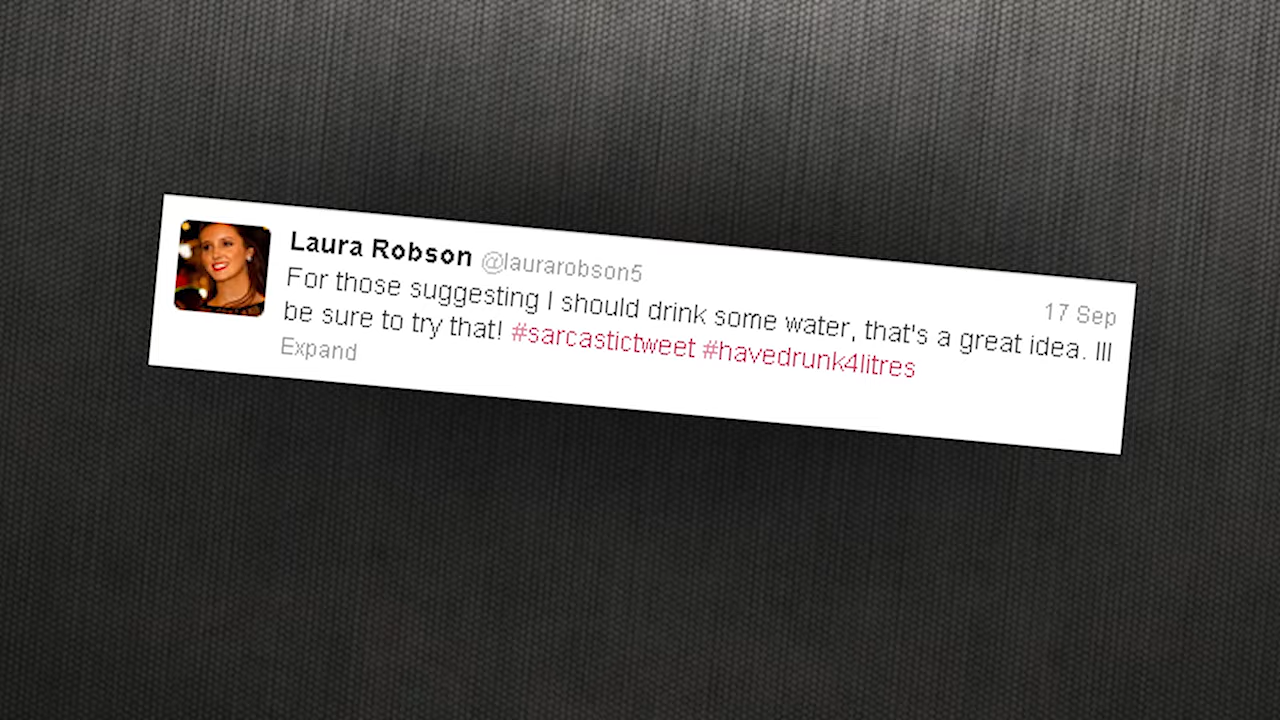 Laura Robson @laurarobson5
17 Sep
For those suggesting I should drink some water, that's a great idea. Ill
be sure to try that! #sarcastictweet #havedrunk4litres
Expand